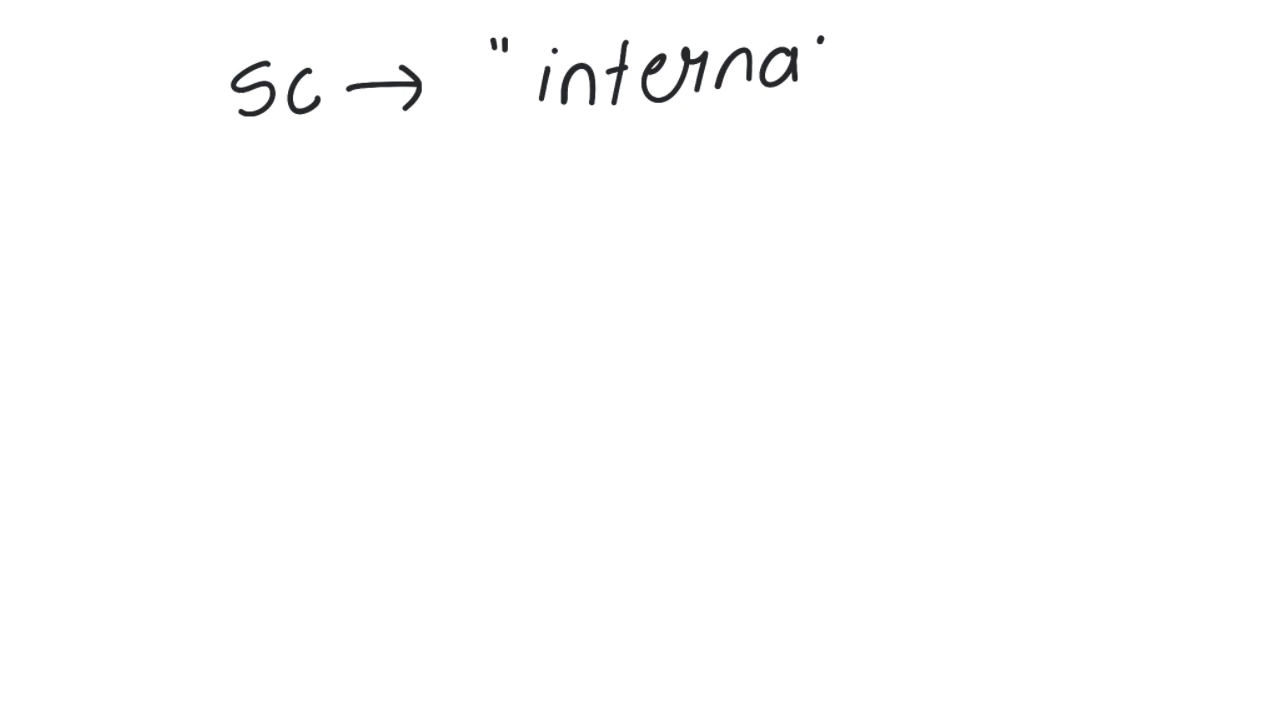 sc → " interna